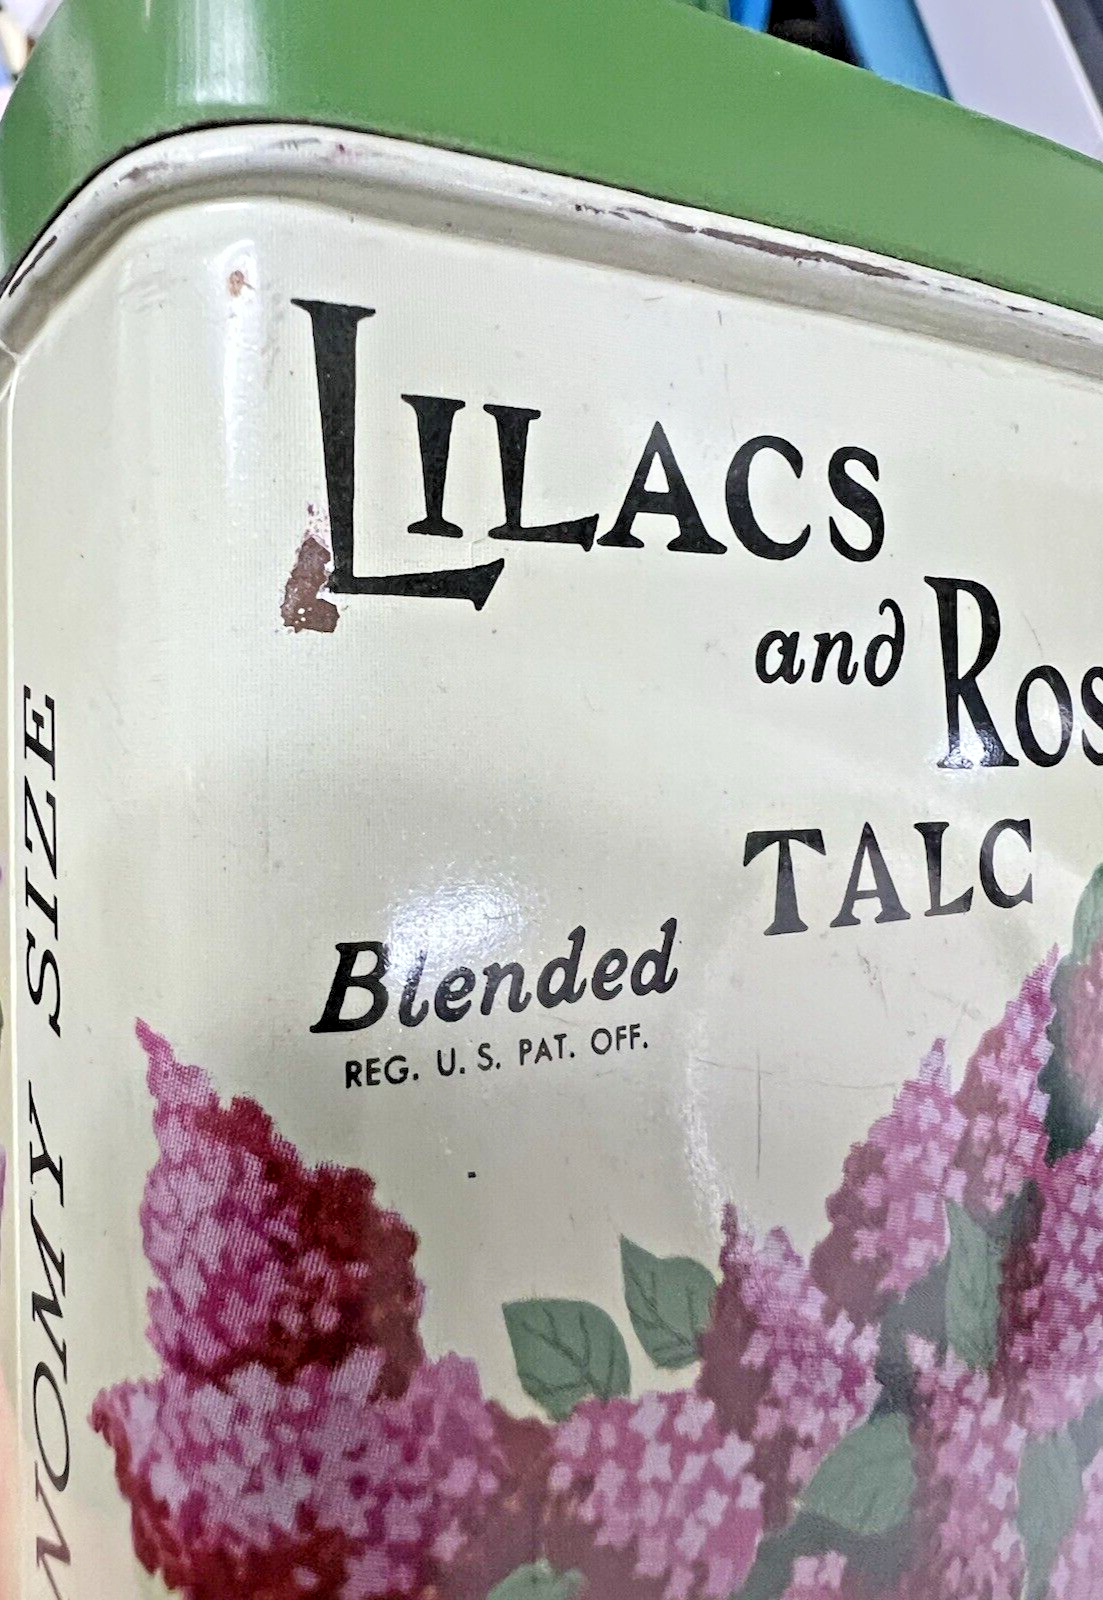 LILACS
and ROS
TALC
Blended
REG. U.S. PAT. OFF.
NOMY SIZE